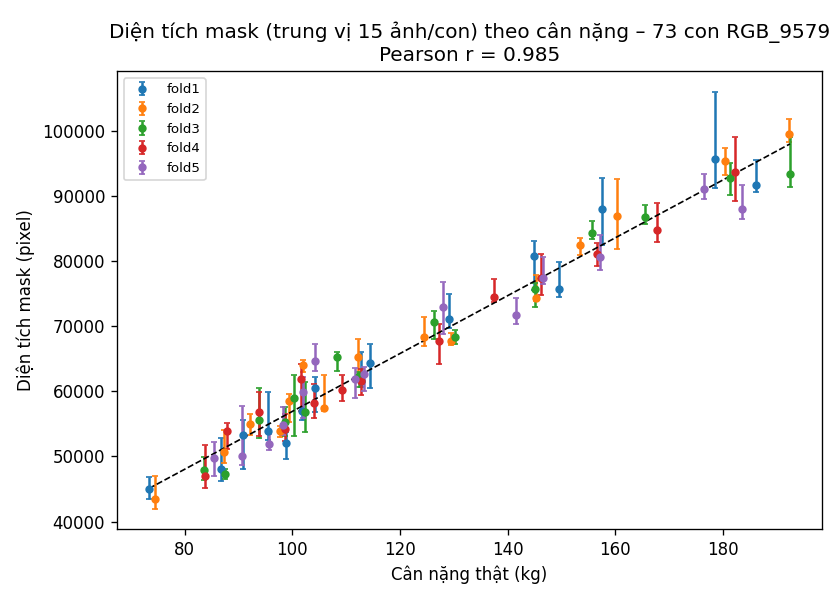 Diện tích mask (trung vị 15 ảnh/con) theo cân nặng – 73 con RGB_9579
Pearson r = 0.985
fold1
fold2
fold3
fold4
fold5
Diện tích mask (pixel)
100000
90000
80000
70000
60000
50000
40000
80
100
120
140
160
180
Cân nặng thật (kg)